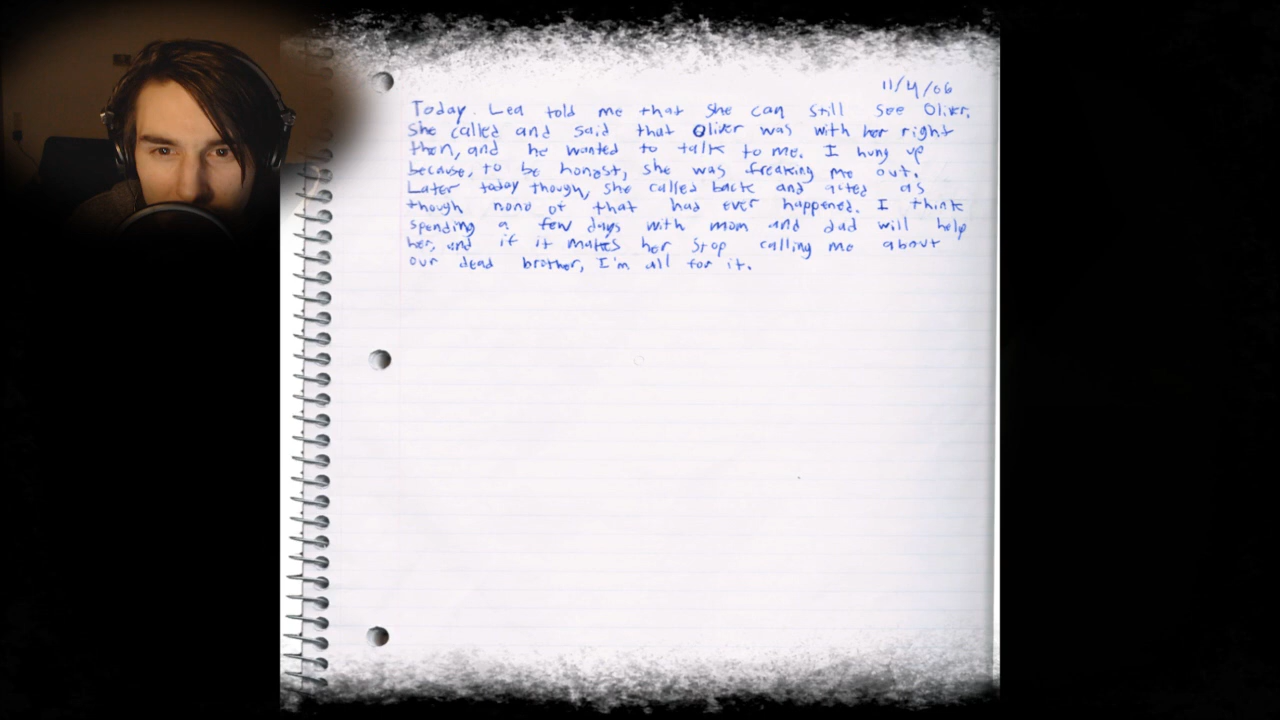 11/4/06
Today Lea told me that she can still see Oliver.
She called and said that Oliver was with her right
then, and he wanted to talk to me. I hung up
because, to be honest, she was freaking me out.
Later today though, she called back and acted as
though none of that had ever happened. I think
spending a few days with mom and dad will help
her, and if it makes her stop calling me about
our dead brother, I'm all for it.